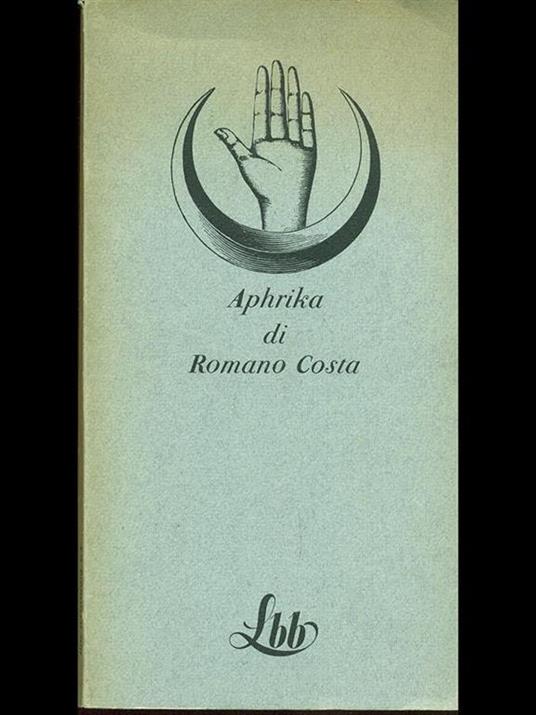 Aphrika
di
Romano Costa
Lbb